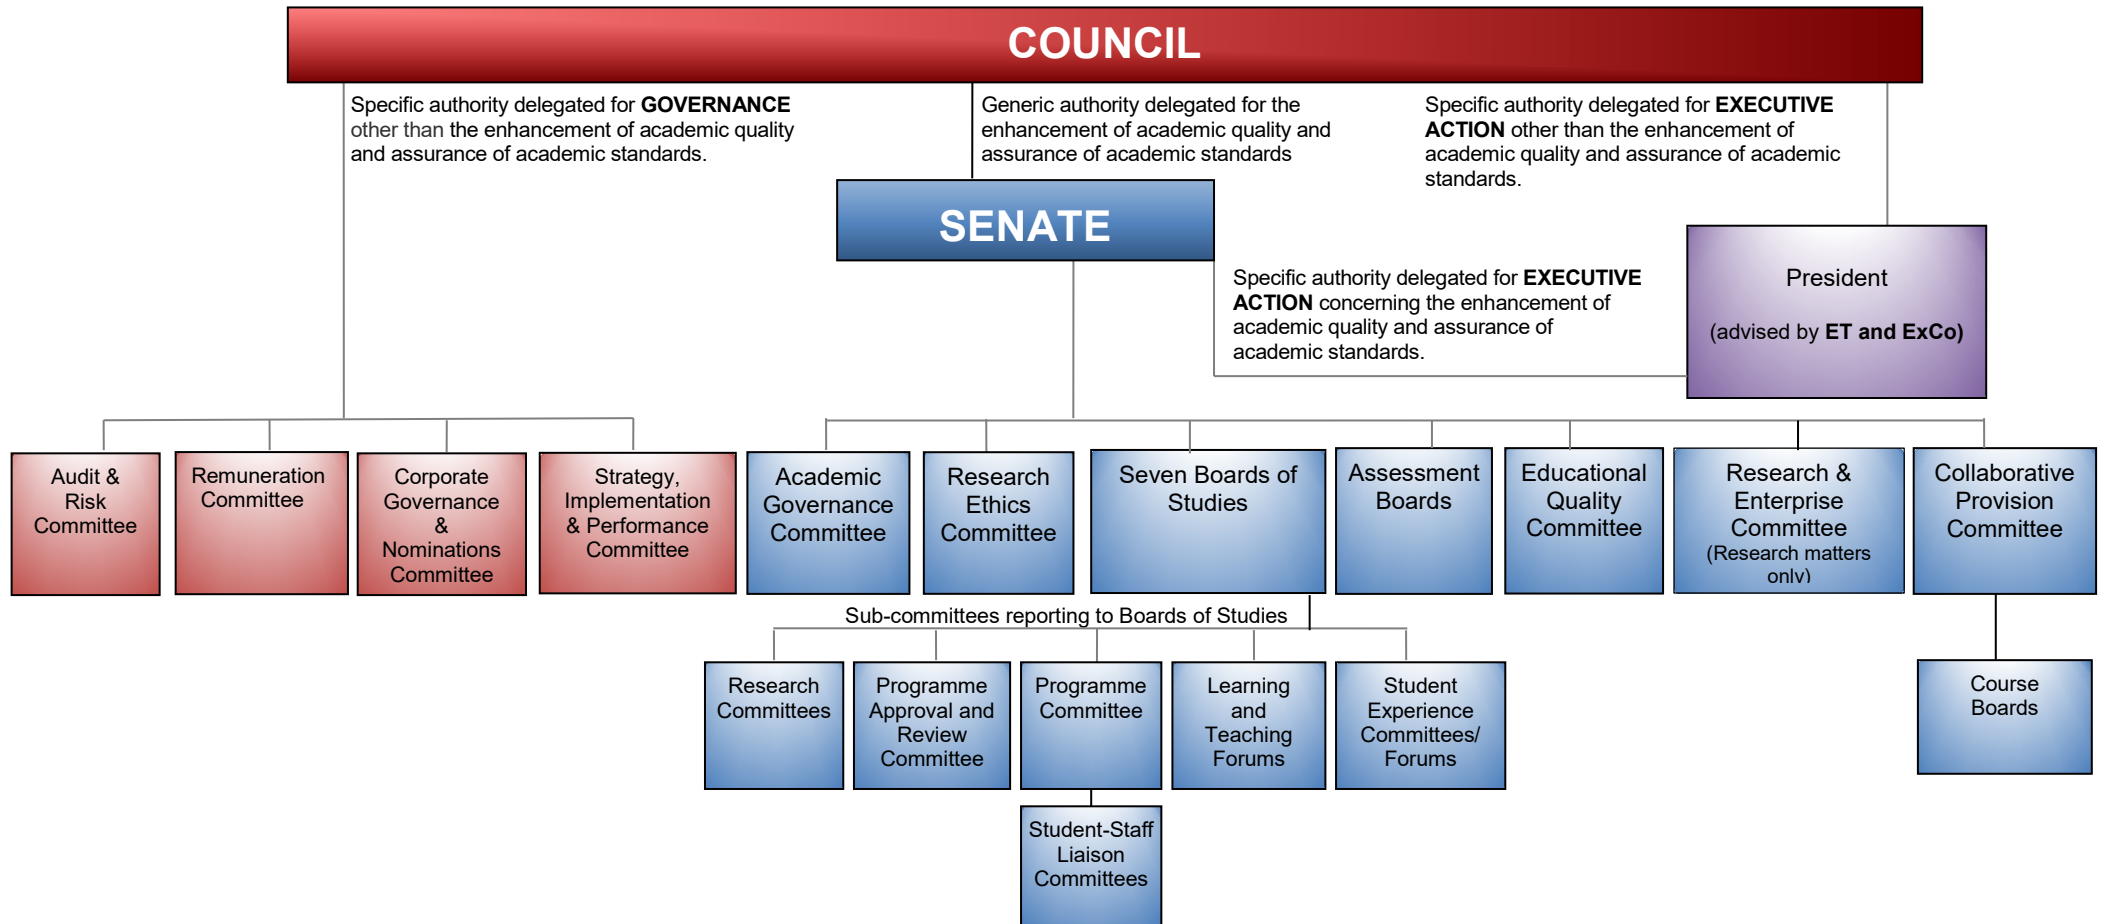 COUNCIL
Specific authority delegated for GOVERNANCE
other than the enhancement of academic quality
and assurance of academic standards.
Generic authority delegated for the
enhancement of academic quality and
assurance of academic standards
Specific authority delegated for EXECUTIVE
ACTION other than the enhancement of
academic quality and assurance of academic
standards.
SENATE
Specific authority delegated for EXECUTIVE
ACTION concerning the enhancement of
academic quality and assurance of
academic standards.
President
(advised by ET and ExCo)
Audit &
Risk
Committee
Remuneration
Committee
Corporate
Governance
&
Nominations
Committee
Strategy,
Implementation
& Performance
Committee
Academic
Governance
Committee
Research
Ethics
Committee
Seven Boards of
Studies
Assessment
Boards
Educational
Quality
Committee
Research &
Enterprise
Committee
(Research matters
only)
Collaborative
Provision
Committee
Sub-committees reporting to Boards of Studies
Research
Committees
Programme
Approval and
Review
Committee
Programme
Committee
Learning
and
Teaching
Forums
Student
Experience
Committees/
Forums
Course
Boards
Student-Staff
Liaison
Committees